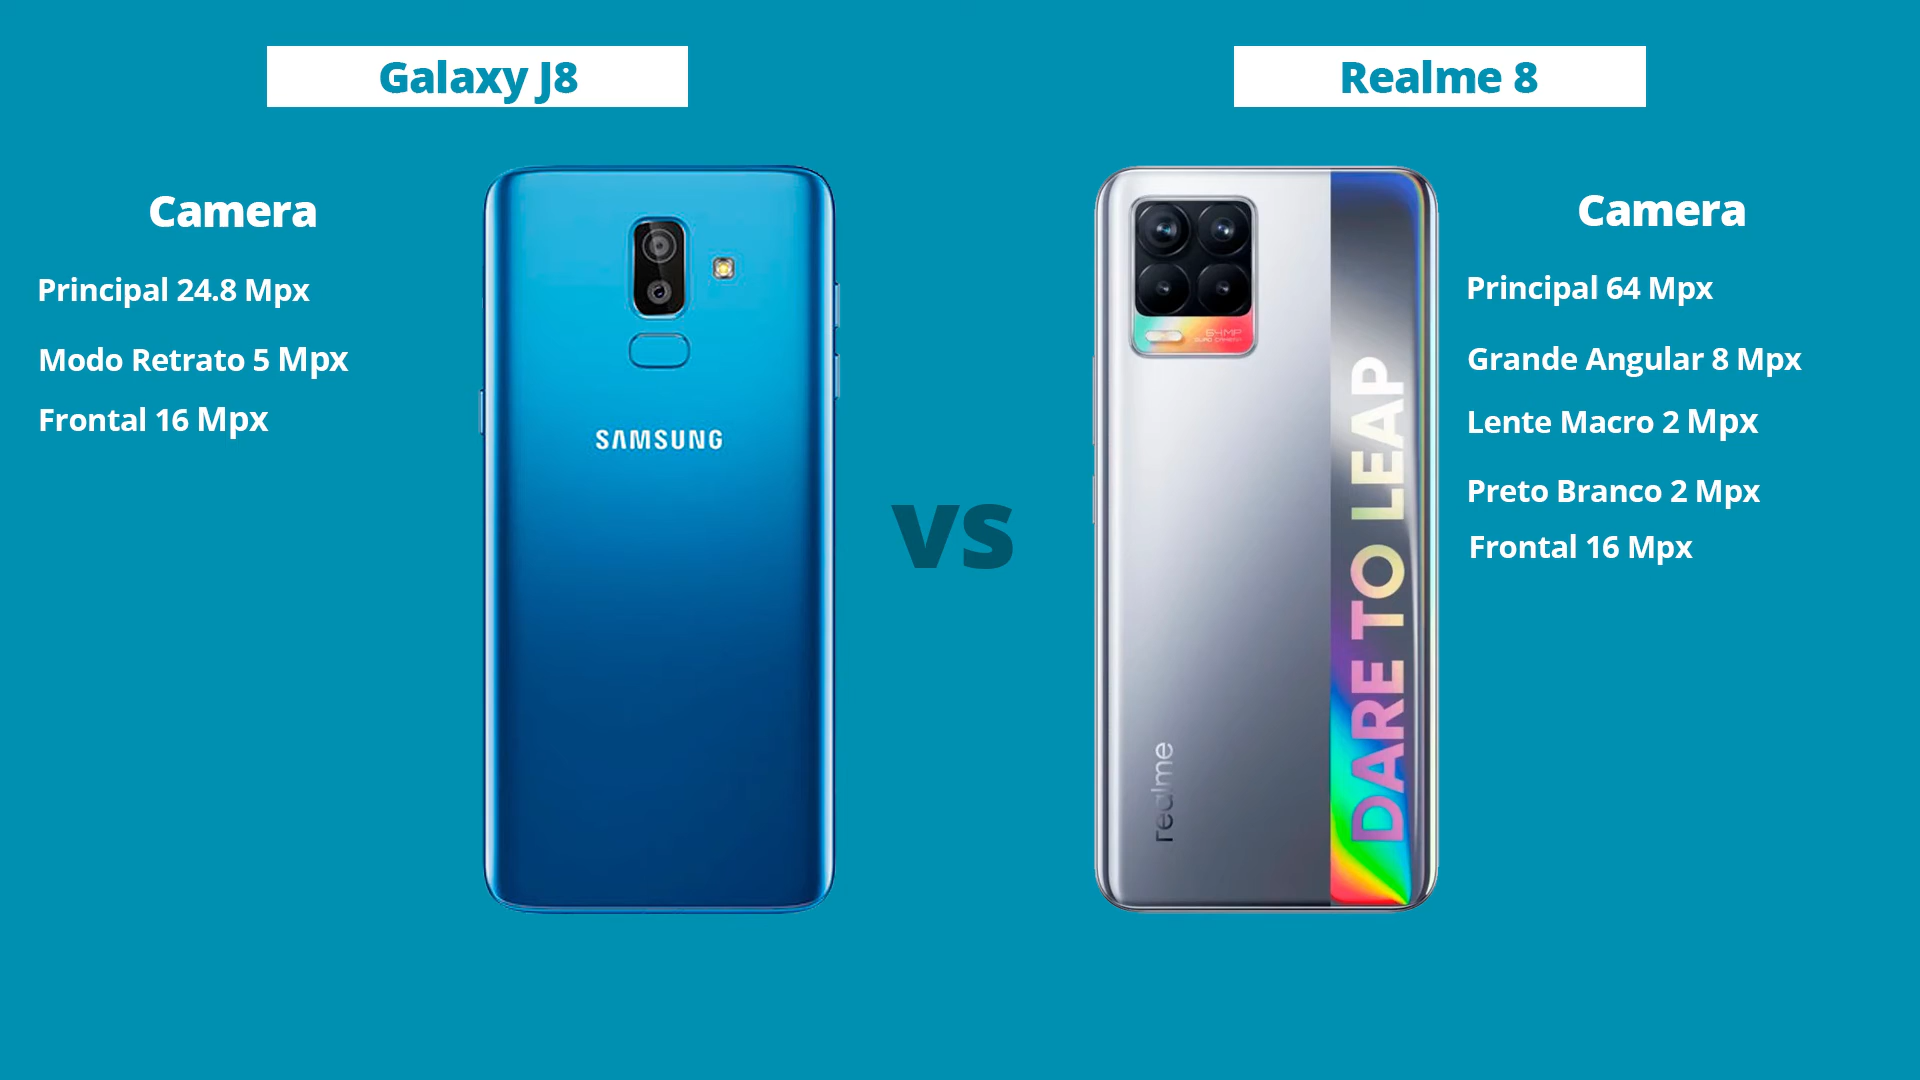 Galaxy J8
Realme 8
Camera
Principal 24.8 Mpx
Modo Retrato 5 Mpx
Frontal 16 Mpx
SAMSUNG
VS
64MP
QUAD CAMERA
realme
DARE TO LEAP
Camera
Principal 64 Mpx
Grande Angular 8 Mpx
Lente Macro 2 Mpx
Preto Branco 2 Mpx
Frontal 16 Mpx